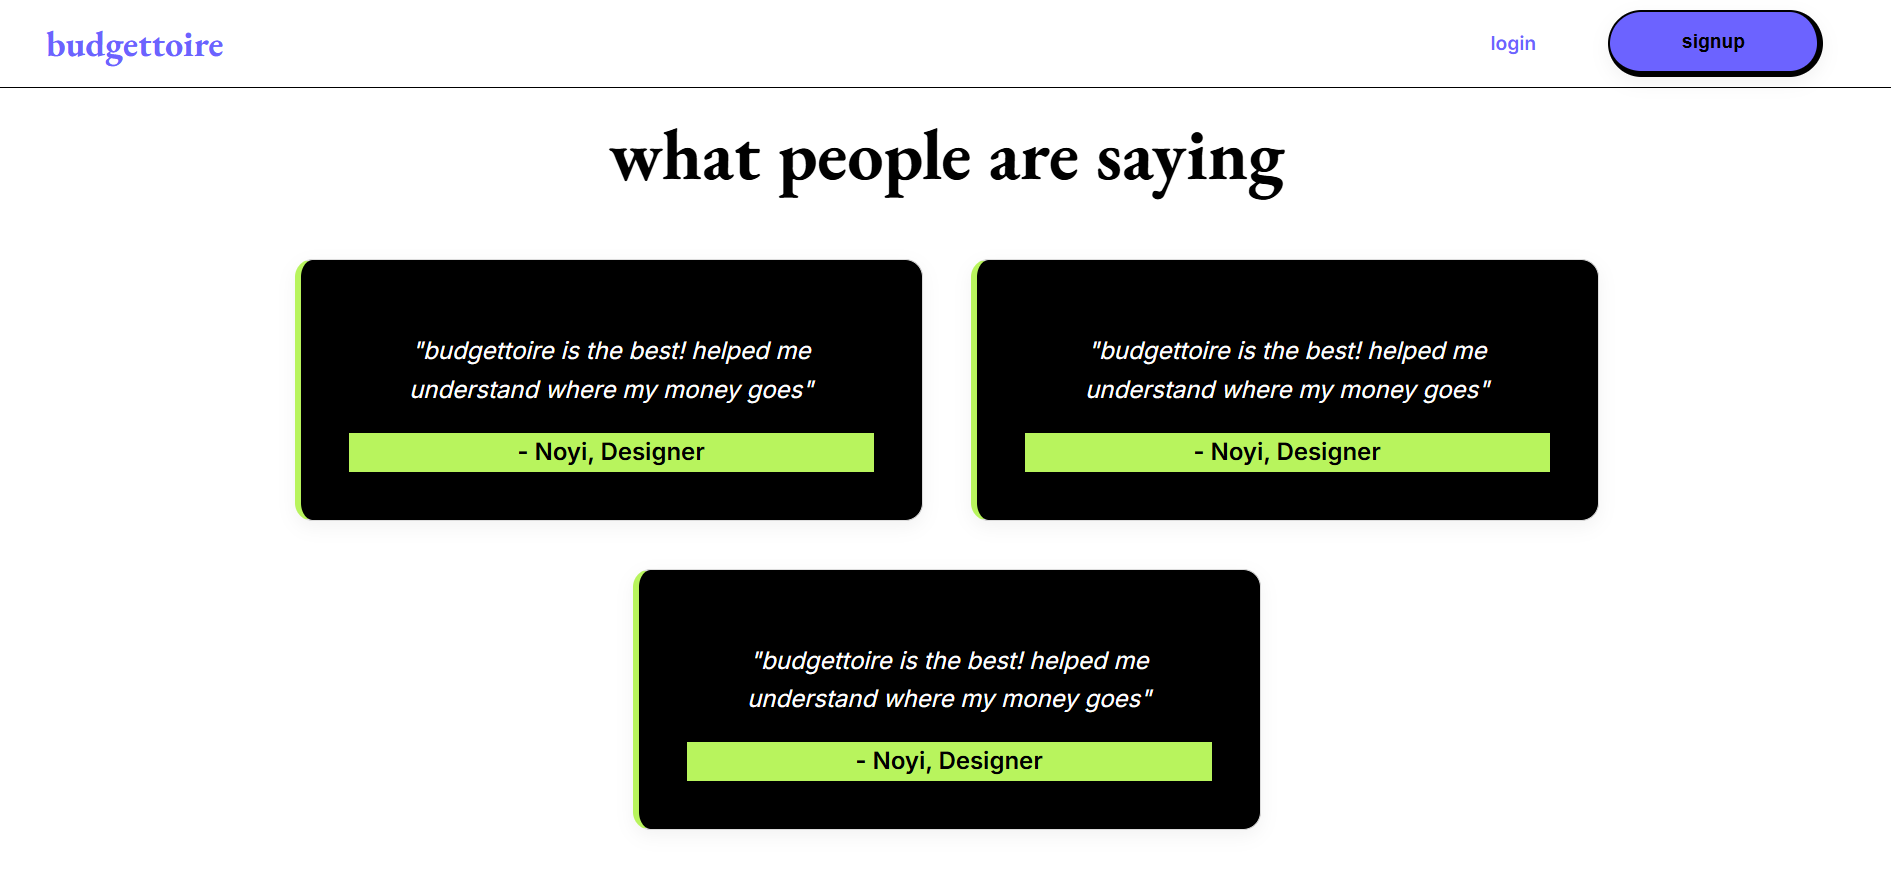 budgettoire
login
signup
what people are saying
"budgettoire is the best! helped me
understand where my money goes"
- Noyi, Designer
"budgettoire is the best! helped me
understand where my money goes"
- Noyi, Designer
"budgettoire is the best! helped me
understand where my money goes"
- Noyi, Designer